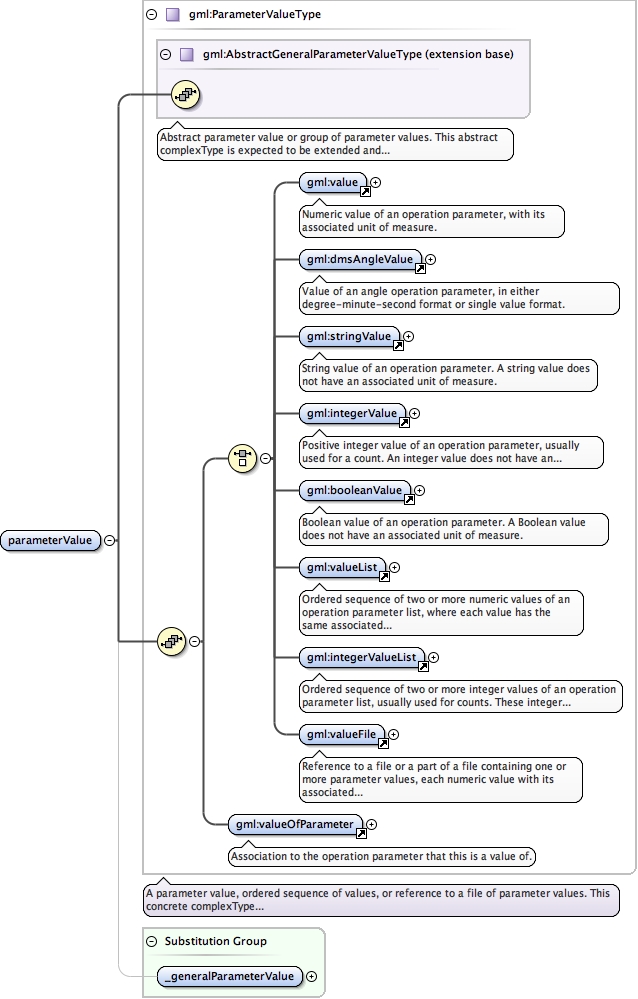 gml:ParameterValueType
gml:AbstractGeneralParameterValueType (extension base)
Abstract parameter value or group of parameter values. This abstract
complexType is expected to be extended and...
gml:value
Numeric value of an operation parameter, with its
associated unit of measure.
gml:dmsAngleValue
Value of an angle operation parameter, in either
degree-minute-second format or single value format.
gml:stringValue
String value of an operation parameter. A string value does
not have an associated unit of measure.
gml:integerValue
Positive integer value of an operation parameter, usually
used for a count. An integer value does not have an...
gml:booleanValue
Boolean value of an operation parameter. A Boolean value
does not have an associated unit of measure.
parameterValue
gml:valueList
Ordered sequence of two or more numeric values of an
operation parameter list, where each value has the
same associated...
gml:integerValueList
Ordered sequence of two or more integer values of an operation
parameter list, usually used for counts. These integer...
gml:valueFile
Reference to a file or a part of a file containing one or
more parameter values, each numeric value with its
associated...
gml:valueOfParameter
Association to the operation parameter that this is a value of.
A parameter value, ordered sequence of values, or reference to a file of parameter values. This
concrete complexType...
Substitution Group
_generalParameterValue